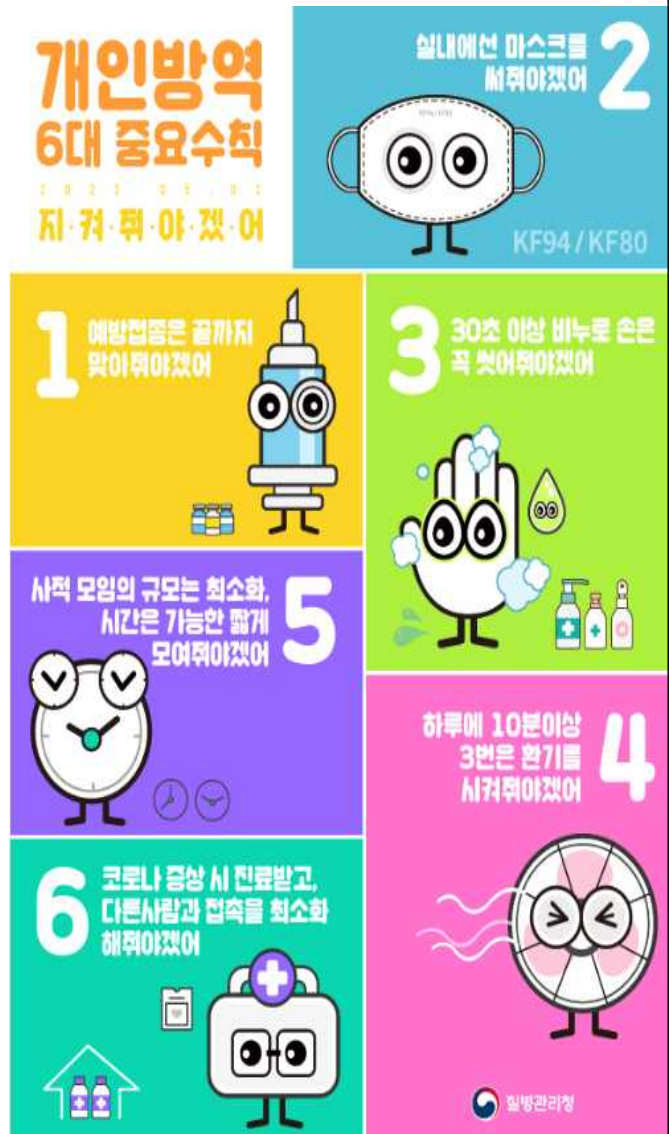 개인방역
6대 중요수칙
2022 05.02
지·켜·줘·야·겠·어
1
예방접종은 끝까지
맞아줘야겠어
2
실내에선 마스크를
써줘야겠어
KF94 / KF80
3
30초 이상 비누로 손은
꼭 씻어줘야겠어
4
하루에 10분이상
3번은 환기를
시켜줘야겠어
5
사적 모임의 규모는 최소화,
시간은 가능한 짧게
모여줘야겠어
6
코로나 증상 시 진료받고,
다른사람과 접촉을 최소화
해줘야겠어
질병관리청